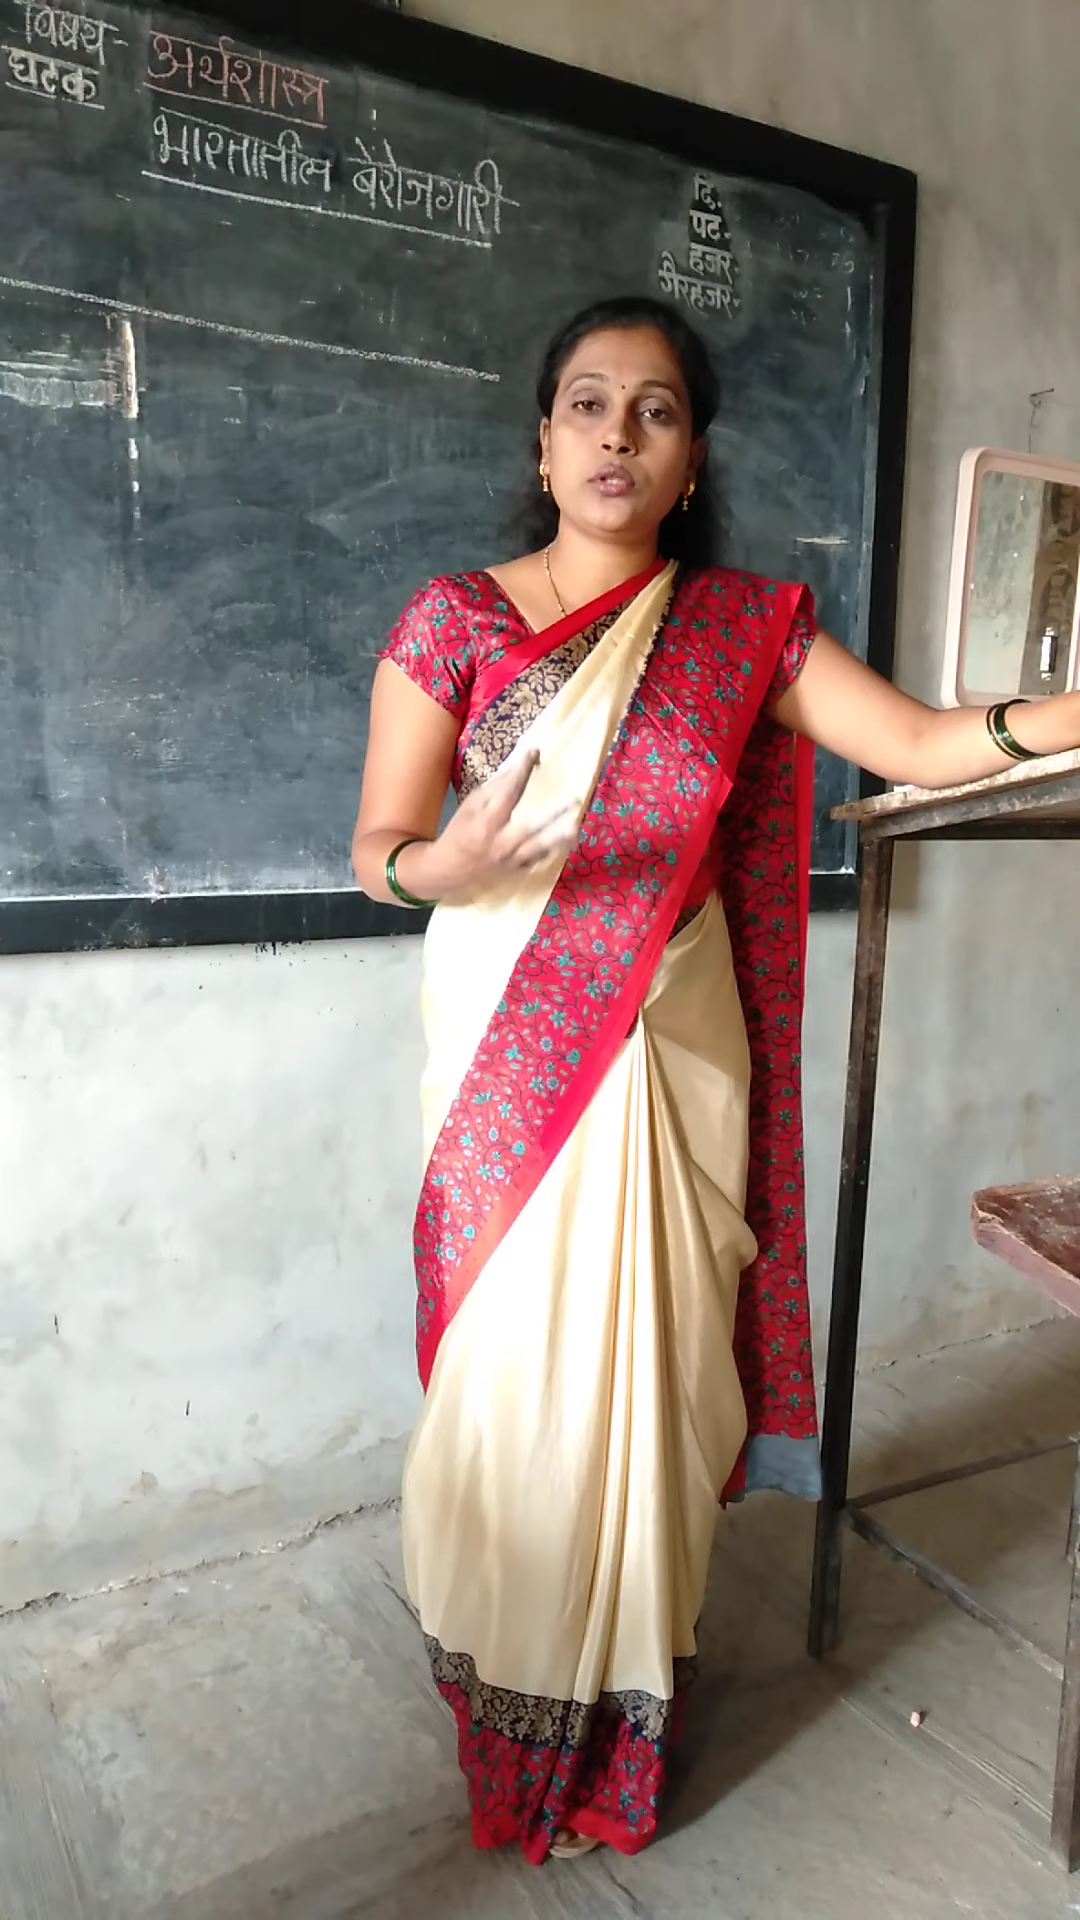 विषय- अर्थशास्त्र
घटक
भारतातील बेरोजगारी
दि.
पट-
हजर-
गैरहजर-